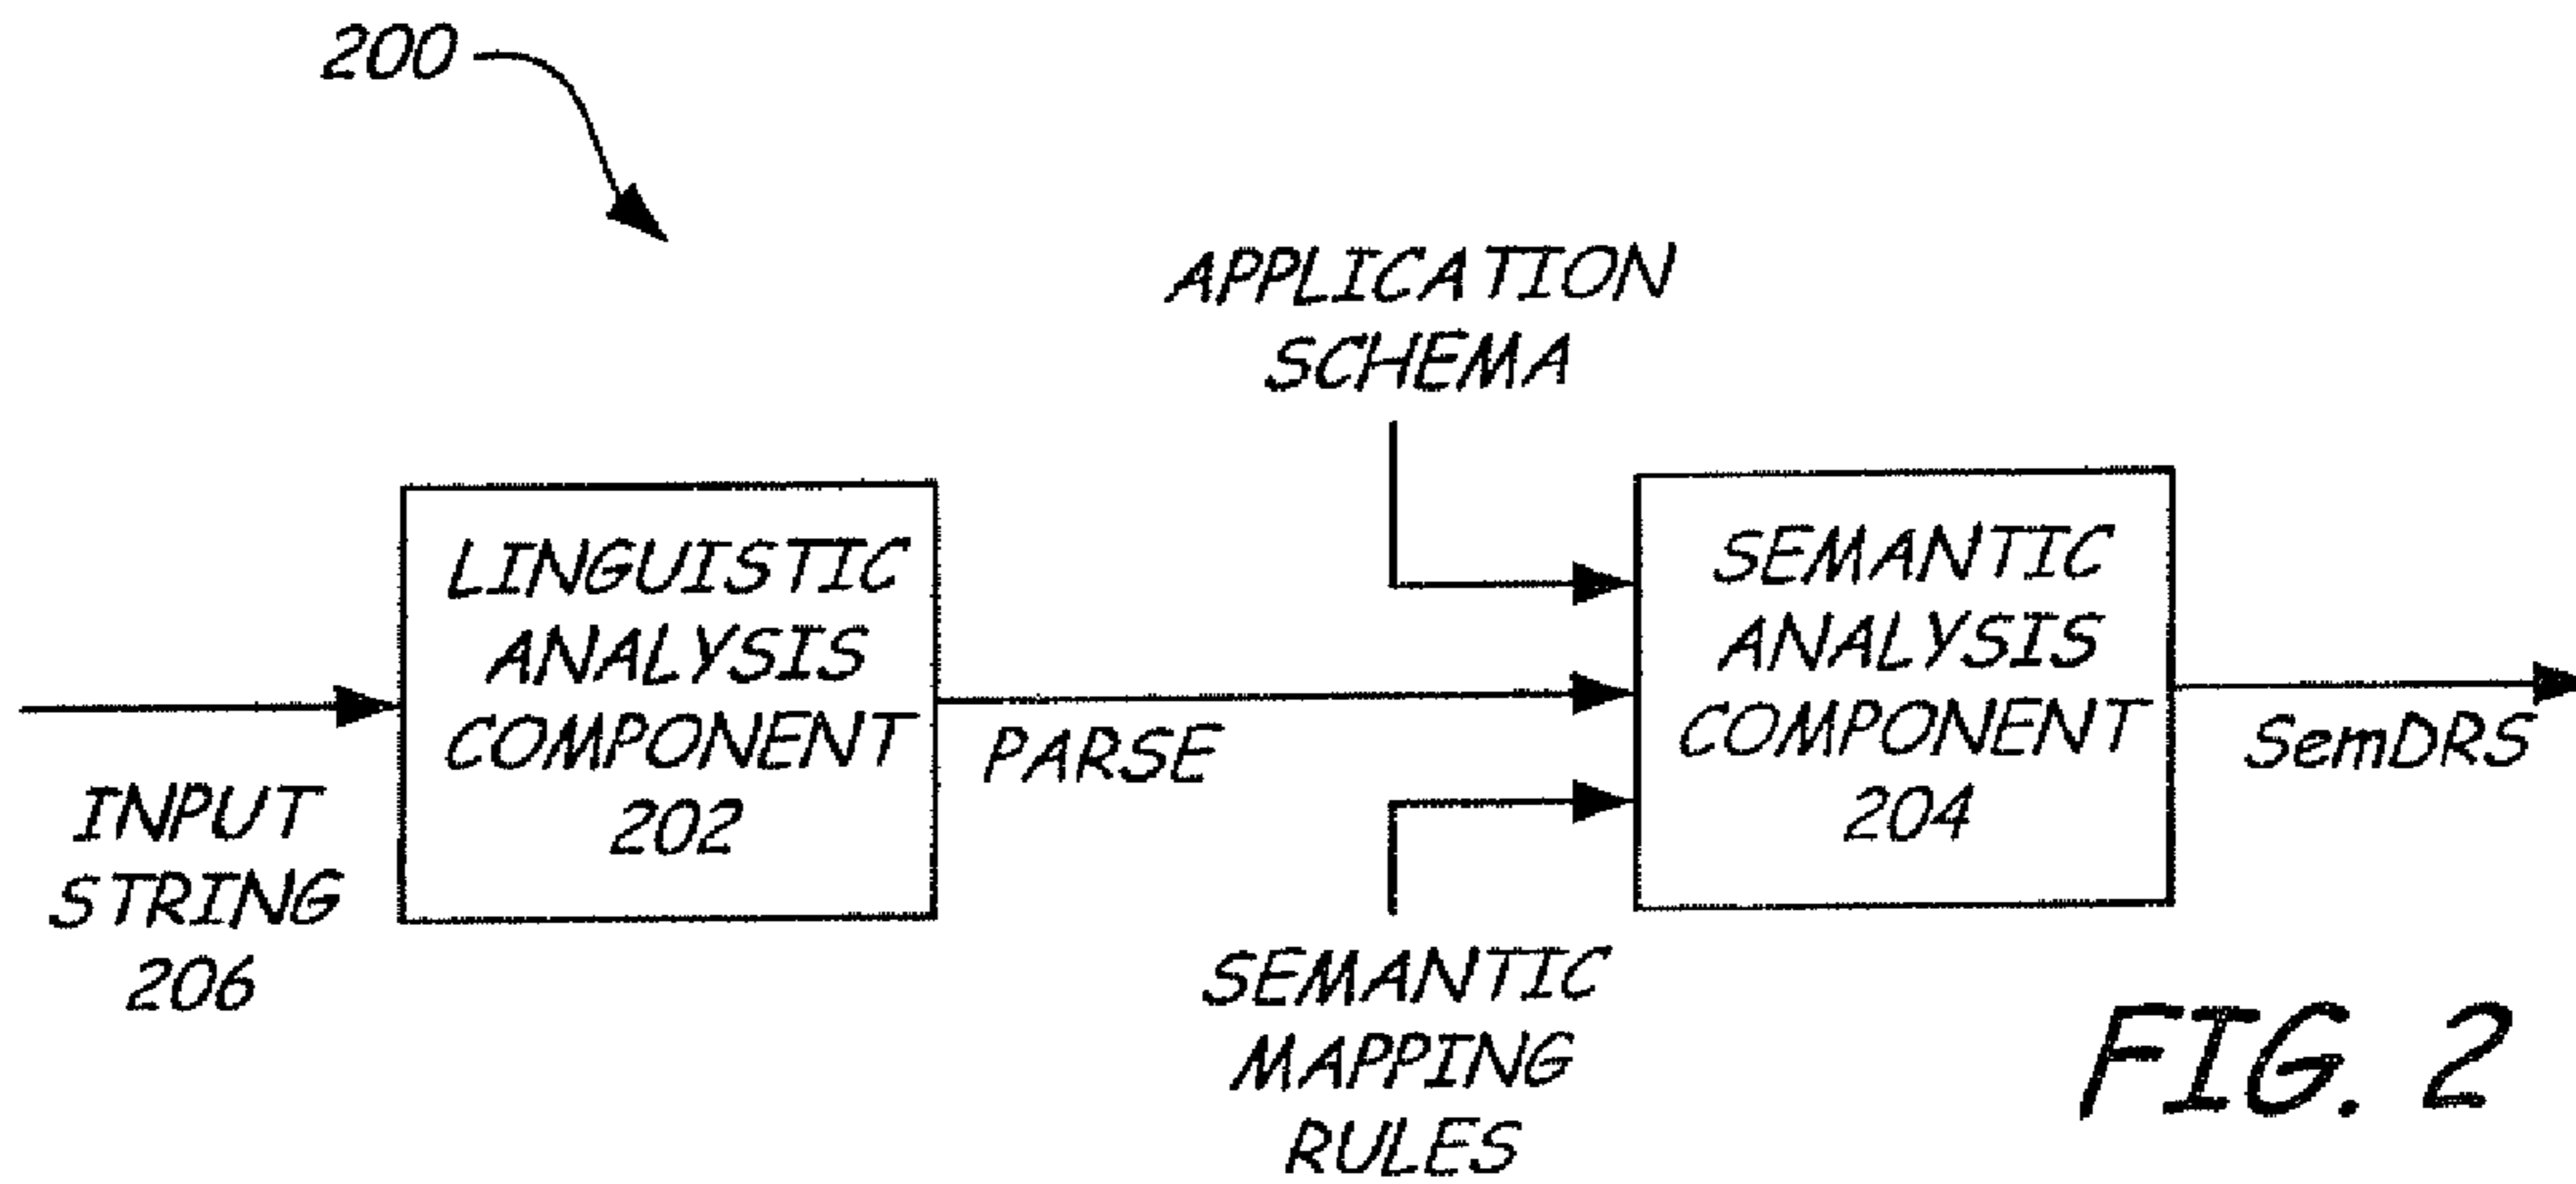 200
APPLICATION
SCHEMA
LINGUISTIC
ANALYSIS
COMPONENT
202
SEMANTIC
ANALYSIS
COMPONENT
204
INPUT
STRING
206
PARSE
SemDRS
SEMANTIC
MAPPING
RULES
FIG. 2